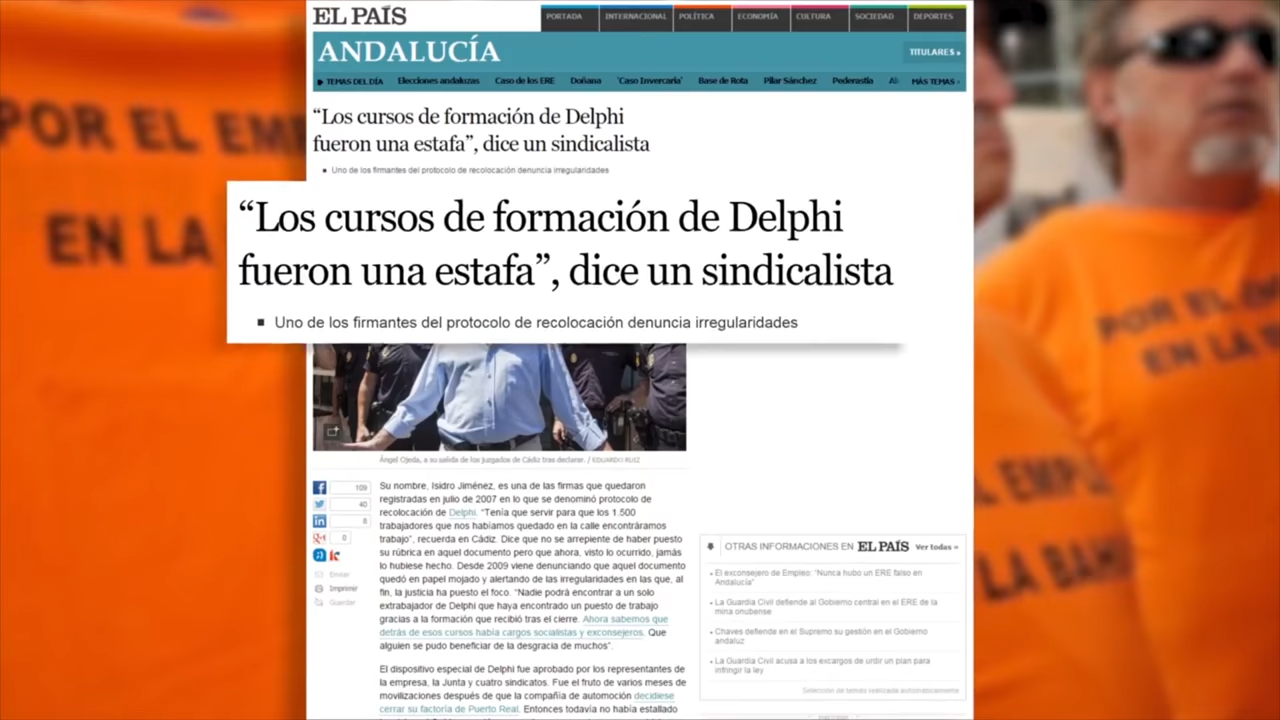 EL PAÍS
PORTADA INTERNACIONAL POLÍTICA ECONOMÍA CULTURA SOCIEDAD DEPORTES
ANDALUCÍA
TITULARES »
TEMAS DEL DÍA Elecciones andaluzas Caso de los ERE Doñana 'Caso Invercaria' Base de Rota Pilar Sánchez Pederastia MÁS TEMAS
“Los cursos de formación de Delphi
fueron una estafa”, dice un sindicalista
Uno de los firmantes del protocolo de recolocación denuncia irregularidades
“Los cursos de formación de Delphi
fueron una estafa”, dice un sindicalista
Uno de los firmantes del protocolo de recolocación denuncia irregularidades
Ángel Ojeda, a su salida de los juzgados de Cádiz tras declarar. / EDUARDO RUIZ
109
40
8
0
Enviar
Imprimir
Guardar
Su nombre, Isidro Jiménez, es una de las firmas que quedaron
registradas en julio de 2007 en lo que se denominó protocolo de
recolocación de Delphi. “Tenía que servir para que los 1.500
trabajadores que nos habíamos quedado en la calle encontráramos
trabajo”, recuerda en Cádiz. Dice que no se arrepiente de haber puesto
su rúbrica en aquel documento pero que ahora, visto lo ocurrido, jamás
lo hubiese hecho. Desde 2009 viene denunciando que aquel documento
quedó en papel mojado y alertando de las irregularidades en las que, al
fin, la justicia ha puesto el foco. “Nadie podrá encontrar a un solo
extrabajador de Delphi que haya encontrado un puesto de trabajo
gracias a la formación que recibió tras el cierre. Ahora sabemos que
detrás de esos cursos había cargos socialistas y exconsejeros. Que
alguien se pudo beneficiar de la desgracia de muchos”.
El dispositivo especial de Delphi fue aprobado por los representantes de
la empresa, la Junta y cuatro sindicatos. Fue el fruto de varios meses de
movilizaciones después de que la compañía de automoción decidiese
cerrar su factoría de Puerto Real. Entonces todavía no había estallado
OTRAS INFORMACIONES EN EL PAÍS Ver todas »
El exconsejero de Empleo: “Nunca hubo un ERE falso en
Andalucía”
La Guardia Civil defiende al Gobierno central en el ERE de la
mina onubense
Chaves defiende en el Supremo su gestión en el Gobierno
andaluz
La Guardia Civil acusa a los excargos de urdir un plan para
infringir la ley
Selección de temas realizada automáticamente
POR EL EM
EN LA
POR EL
EN LA
EMPL
LA BAH